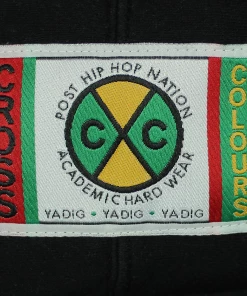 CROSS
POST HIP HOP NATION
C C
ACADEMIC HARD WEAR
YADIG • YADIG • YADIG
COLOURS